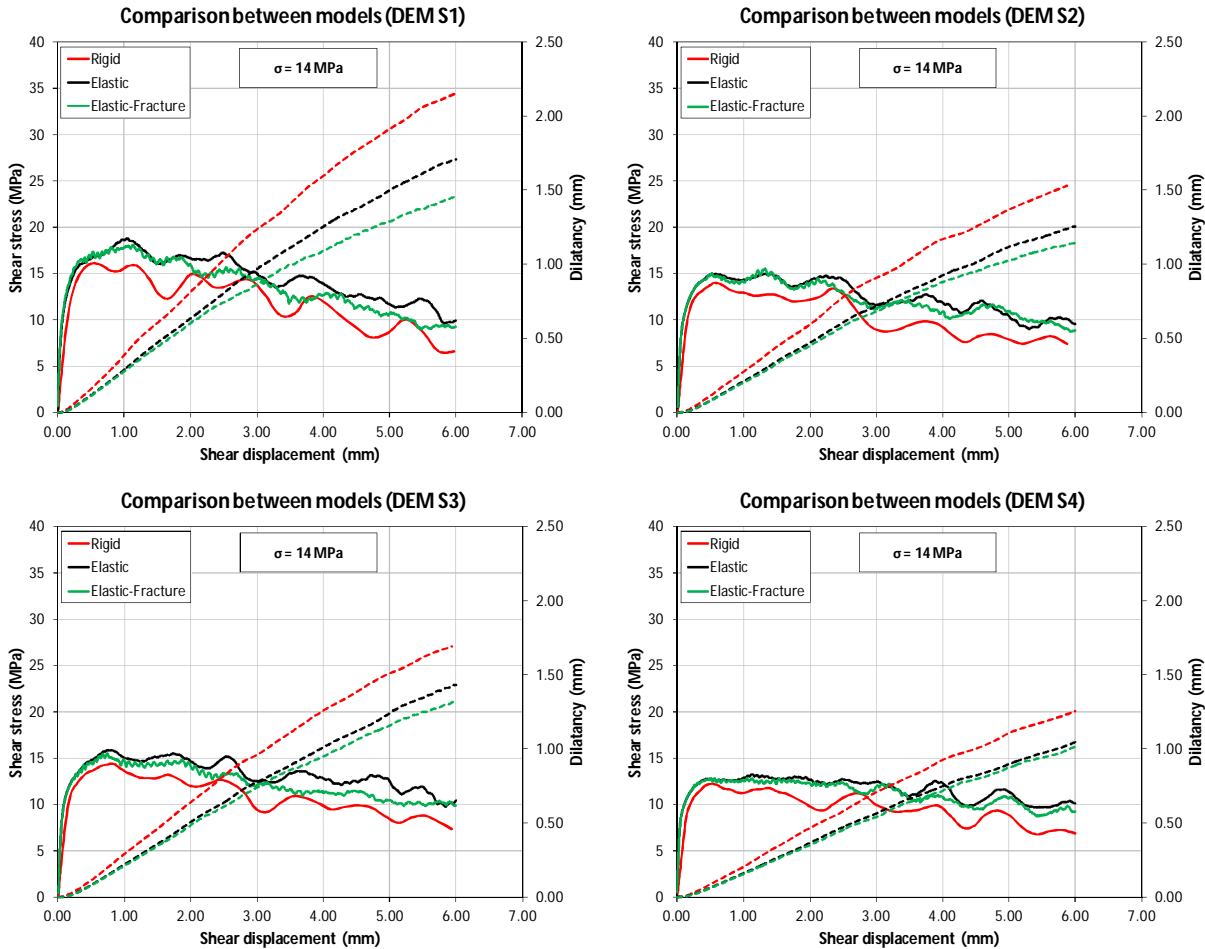 Comparison between models (DEM S1)
Shear stress (MPa)
40
35
30
25
20
15
10
5
0
Rigid
Elastic
Elastic-Fracture
σ = 14 MPa
2.50
2.00
1.50
1.00
0.50
0.00
Dilatancy (mm)
0.00 1.00 2.00 3.00 4.00 5.00 6.00 7.00
Shear displacement (mm)
Comparison between models (DEM S2)
Shear stress (MPa)
40
35
30
25
20
15
10
5
0
Rigid
Elastic
Elastic-Fracture
σ = 14 MPa
2.50
2.00
1.50
1.00
0.50
0.00
Dilatancy (mm)
0.00 1.00 2.00 3.00 4.00 5.00 6.00 7.00
Shear displacement (mm)
Comparison between models (DEM S3)
Shear stress (MPa)
40
35
30
25
20
15
10
5
0
Rigid
Elastic
Elastic-Fracture
σ = 14 MPa
2.50
2.00
1.50
1.00
0.50
0.00
Dilatancy (mm)
0.00 1.00 2.00 3.00 4.00 5.00 6.00 7.00
Shear displacement (mm)
Comparison between models (DEM S4)
Shear stress (MPa)
40
35
30
25
20
15
10
5
0
Rigid
Elastic
Elastic-Fracture
σ = 14 MPa
2.50
2.00
1.50
1.00
0.50
0.00
Dilatancy (mm)
0.00 1.00 2.00 3.00 4.00 5.00 6.00 7.00
Shear displacement (mm)